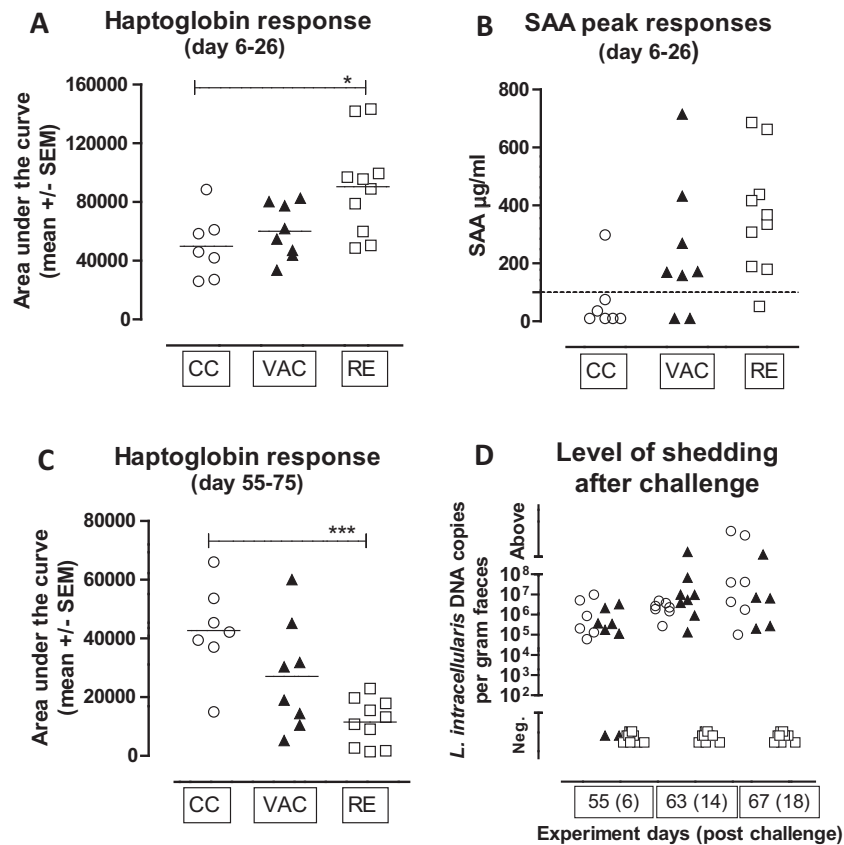 A
Haptoglobin response
(day 6-26)
Area under the curve
(mean +/- SEM)
160000
120000
80000
40000
0
*
CC
VAC
RE
B
SAA peak responses
(day 6-26)
SAA µg/ml
800
600
400
200
0
CC
VAC
RE
C
Haptoglobin response
(day 55-75)
Area under the curve
(mean +/- SEM)
80000
60000
40000
20000
0
***
CC
VAC
RE
D
Level of shedding
after challenge
L. intracellularis DNA copies
per gram faeces
Above
10⁸
10⁷
10⁶
10⁵
10⁴
10³
10²
Neg.
55 (6)
63 (14)
67 (18)
Experiment days (post challenge)